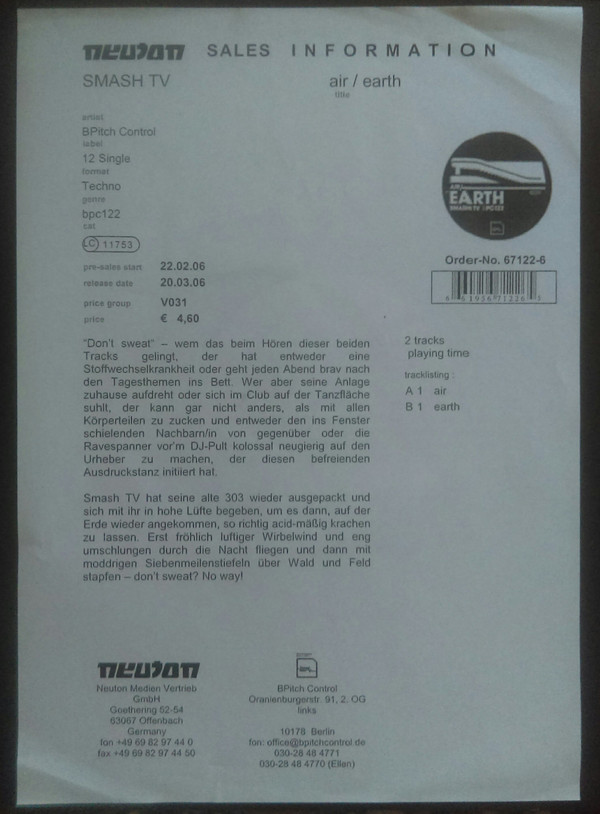 neuton SALES INFORMATION
SMASH TV air / earth
title
artist
BPitch Control
label
12 Single
format
Techno
genre
bpc122
cat
LC 11753
pre-sales start 22.02.06
release date 20.03.06
price group V031
price € 4,60
AIR/
EARTH
SMASH TV BPC122
Order-No. 67122-6
"Don't sweat" – wem das beim Hören dieser beiden
Tracks gelingt, der hat entweder eine
Stoffwechselkrankheit oder geht jeden Abend brav nach
den Tagesthemen ins Bett. Wer aber seine Anlage
zuhause aufdreht oder sich im Club auf der Tanzfläche
suhlt, der kann gar nicht anders, als mit allen
Körperteilen zu zucken und entweder den ins Fenster
schielenden Nachbarn/in von gegenüber oder die
Ravespanner vor'm DJ-Pult kolossal neugierig auf den
Urheber zu machen, der diesen befreienden
Ausdruckstanz initiiert hat.
Smash TV hat seine alte 303 wieder ausgepackt und
sich mit ihr in hohe Lüfte begeben, um es dann, auf der
Erde wieder angekommen, so richtig acid-mäßig krachen
zu lassen. Erst fröhlich luftiger Wirbelwind und eng
umschlungen durch die Nacht fliegen und dann mit
moddrigen Siebenmeilenstiefeln über Wald und Feld
stapfen – don't sweat? No way!
2 tracks
playing time
tracklisting :
A 1 air
B 1 earth
neuton
Neuton Medien Vertrieb
GmbH
Goethering 52-54
63067 Offenbach
Germany
fon +49 69 82 97 44 0
fax +49 69 82 97 44 50
BPitch Control
Oranienburgerstr. 91, 2. OG
links
10178 Berlin
fon: office@bpitchcontrol.de
030-28 48 4771
030-28 48 4770 (Ellen)